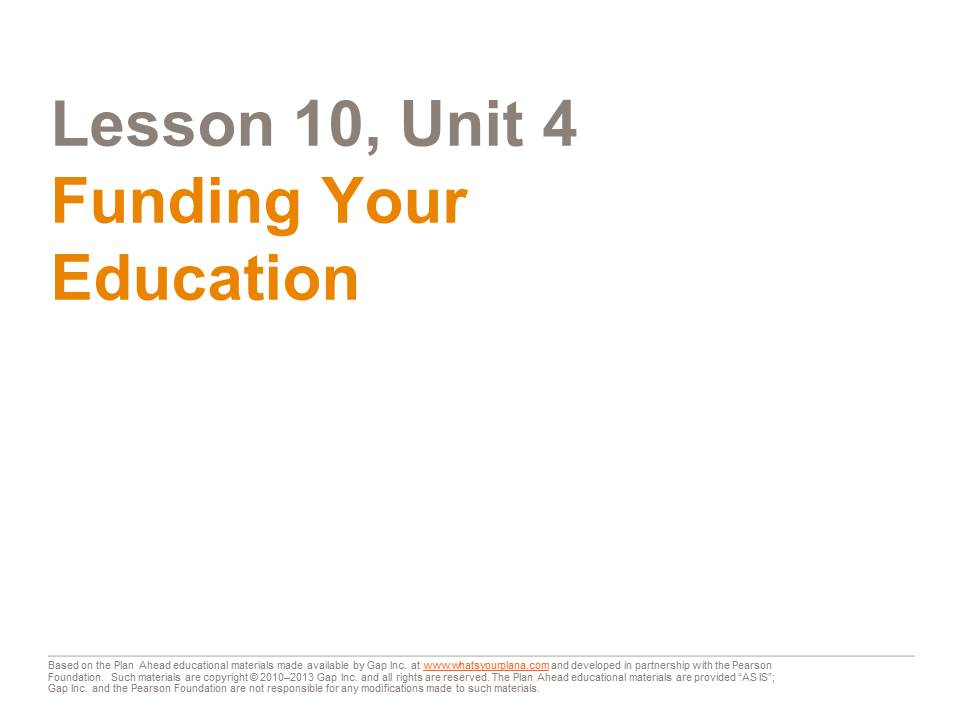 Lesson 10, Unit 4
Funding Your
Education
Based on the Plan Ahead educational materials made available by Gap Inc. at www.whatsyourplana.com and developed in partnership with the Pearson
Foundation. Such materials are copyright © 2010–2013 Gap Inc. and all rights are reserved. The Plan Ahead educational materials are provided “AS IS”;
Gap Inc. and the Pearson Foundation are not responsible for any modifications made to such materials.